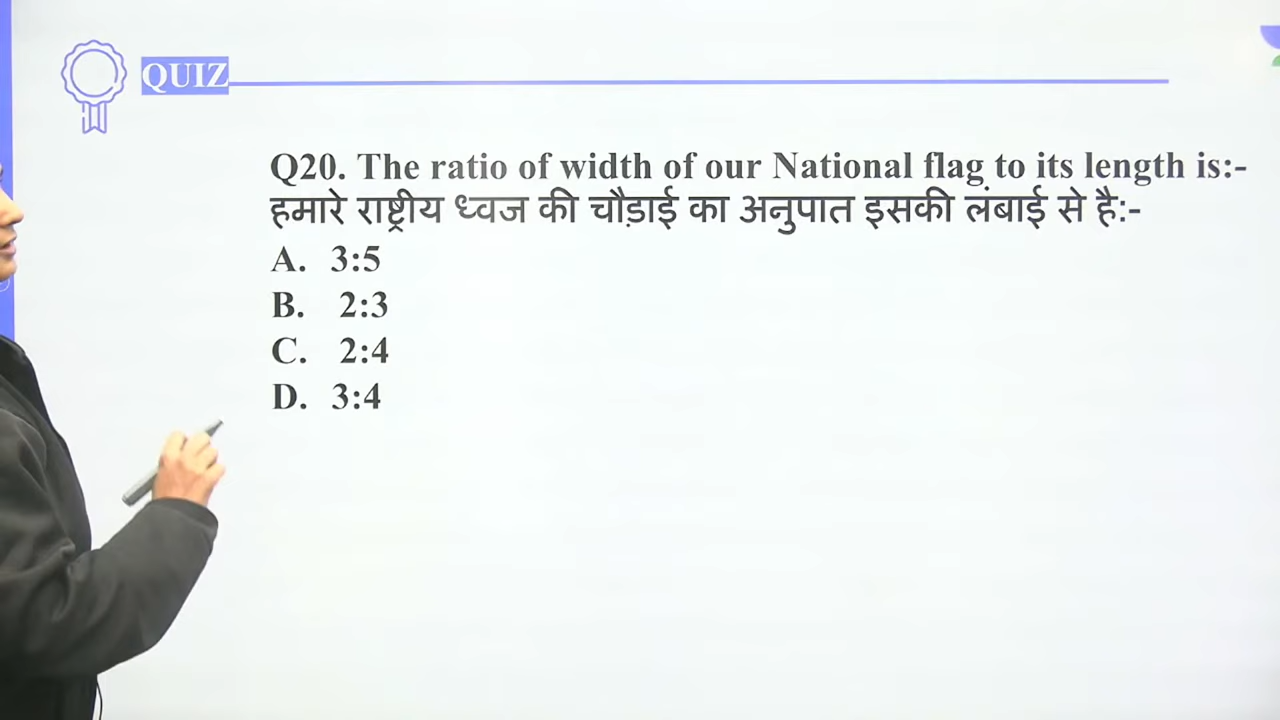 QUIZ
Q20. The ratio of width of our National flag to its length is:-
हमारे राष्ट्रीय ध्वज की चौड़ाई का अनुपात इसकी लंबाई से है:-
A. 3:5
B. 2:3
C. 2:4
D. 3:4